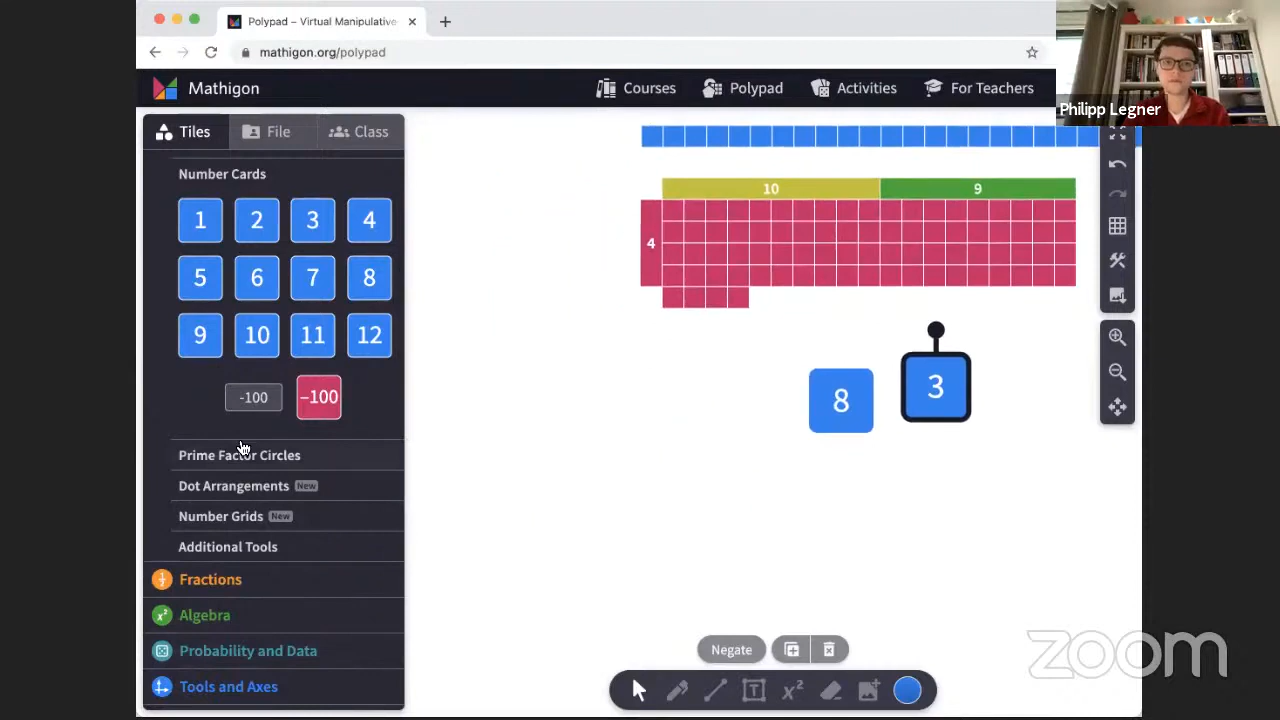 Polypad – Virtual Manipulative
mathigon.org/polypad
Philipp Legner
Mathigon
Courses
Polypad
Activities
For Teachers
Tiles
File
Class
Number Cards
1 2 3 4
5 6 7 8
9 10 11 12
-100 –100
Prime Factor Circles
Dot Arrangements New
Number Grids New
Additional Tools
Fractions
Algebra
Probability and Data
Tools and Axes
10 9
4
8 3
Negate
T x²
zoom